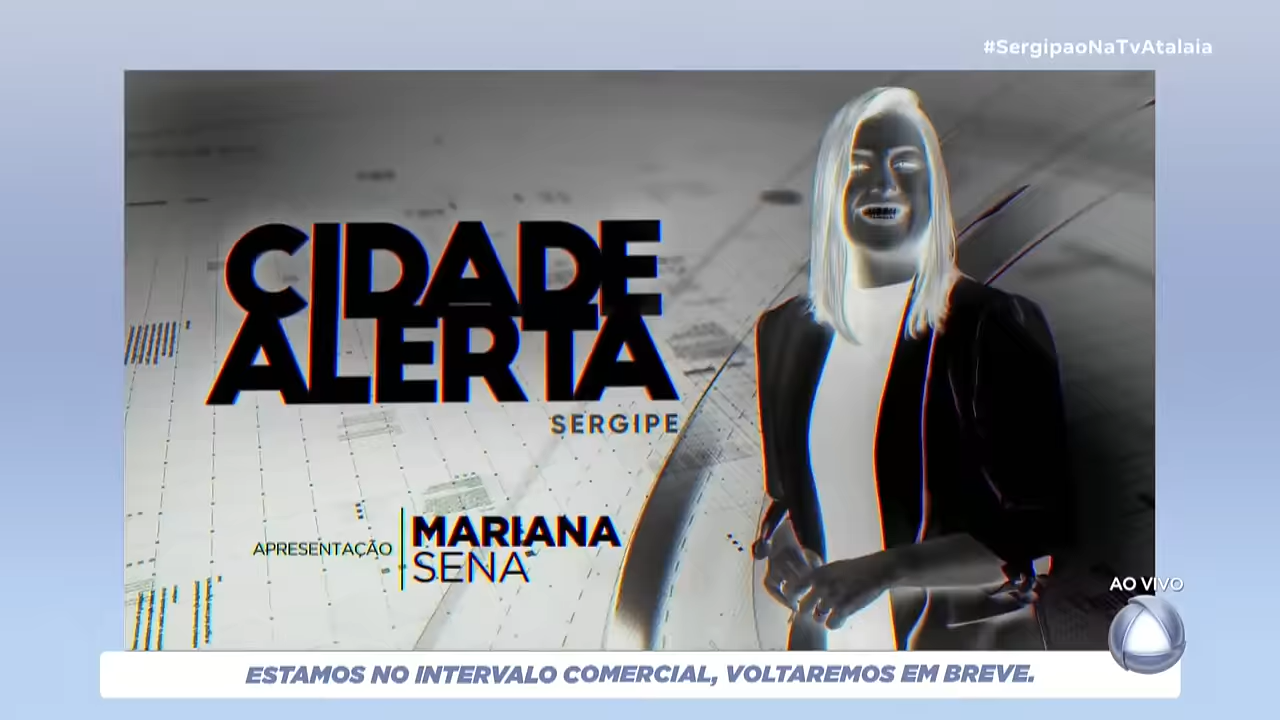 #SergipaoNaTvAtalaia
CIDADE
ALERTA
SERGIPE
APRESENTAÇÃO
MARIANA
SENA
AO VIVO
ESTAMOS NO INTERVALO COMERCIAL, VOLTAREMOS EM BREVE.